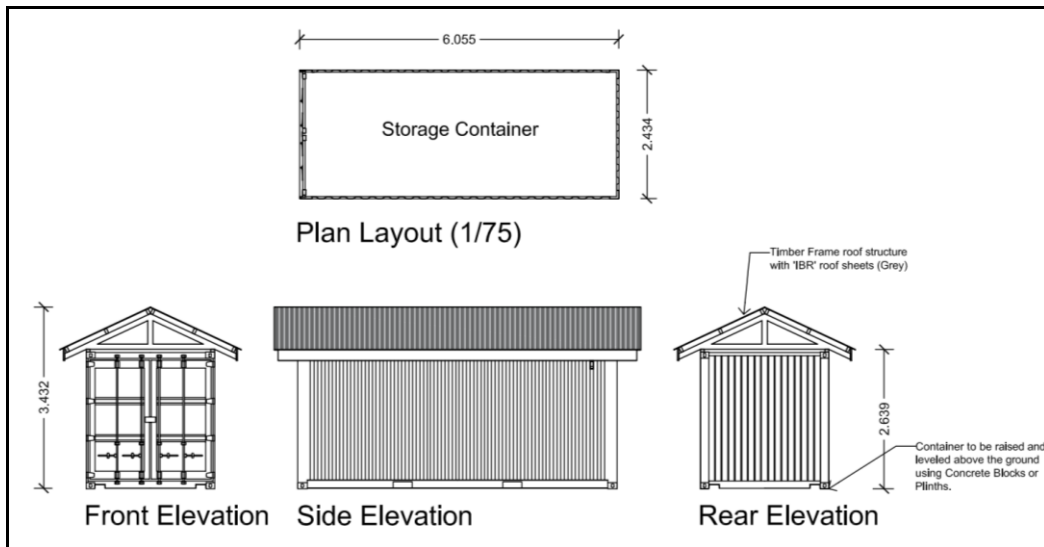 6.055
Storage Container
2.434
Plan Layout (1/75)
Timber Frame roof structure
with 'IBR' roof sheets (Grey)
3.432
2.639
Container to be raised and
leveled above the ground
using Concrete Blocks or
Plinths.
Front Elevation
Side Elevation
Rear Elevation